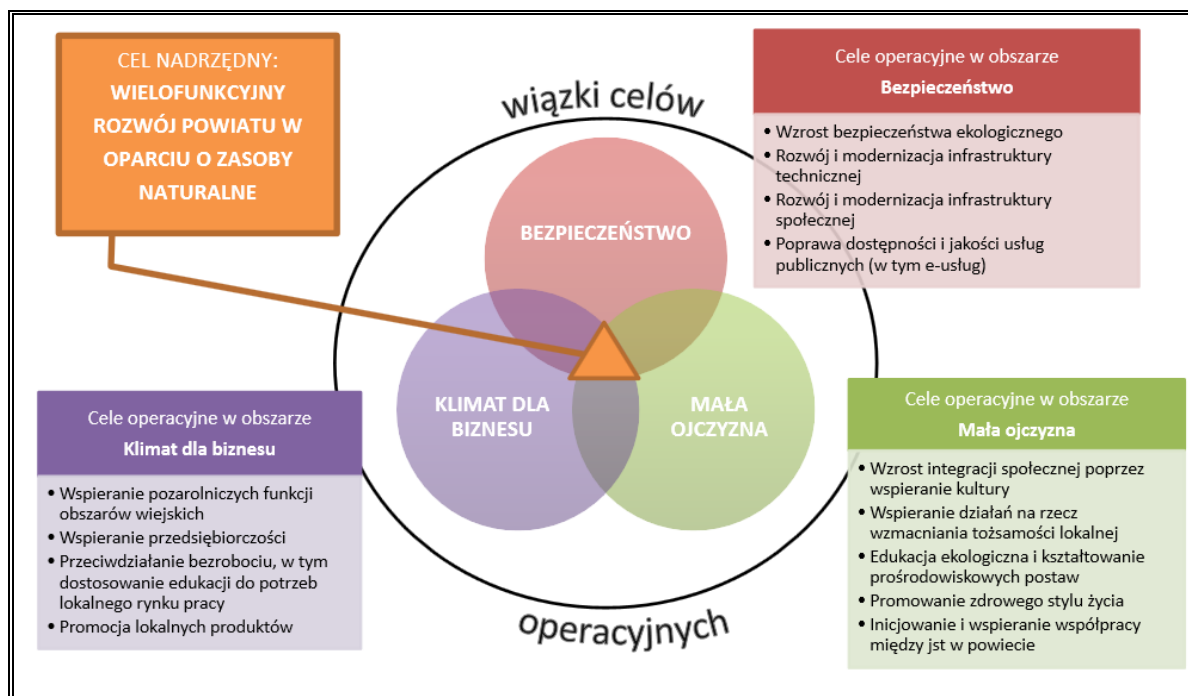 CEL NADRZĘDNY:
WIELOFUNKCYJNY
ROZWÓJ POWIATU W
OPARCIU O ZASOBY
NATURALNE
wiązki celów
Cele operacyjne w obszarze
Bezpieczeństwo
• Wzrost bezpieczeństwa ekologicznego
• Rozwój i modernizacja infrastruktury
technicznej
• Rozwój i modernizacja infrastruktury
społecznej
• Poprawa dostępności i jakości usług
publicznych (w tym e-usług)
BEZPIECZEŃSTWO
KLIMAT DLA
BIZNESU
MAŁA
OJCZYZNA
Cele operacyjne w obszarze
Klimat dla biznesu
• Wspieranie pozarolniczych funkcji
obszarów wiejskich
• Wspieranie przedsiębiorczości
• Przeciwdziałanie bezrobociu, w tym
dostosowanie edukacji do potrzeb
lokalnego rynku pracy
• Promocja lokalnych produktów
Cele operacyjne w obszarze
Mała ojczyzna
• Wzrost integracji społecznej poprzez
wspieranie kultury
• Wspieranie działań na rzecz
wzmacniania tożsamości lokalnej
• Edukacja ekologiczna i kształtowanie
prośrodowiskowych postaw
• Promowanie zdrowego stylu życia
• Inicjowanie i wspieranie współpracy
między jst w powiecie
operacyjnych